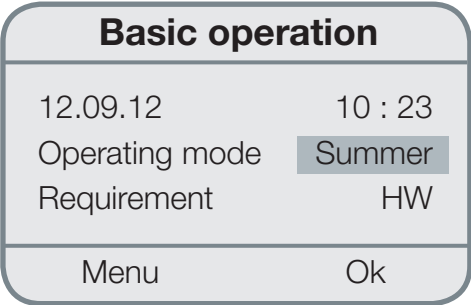 Basic operation
12.09.12 10 : 23
Operating mode Summer
Requirement HW
Menu Ok